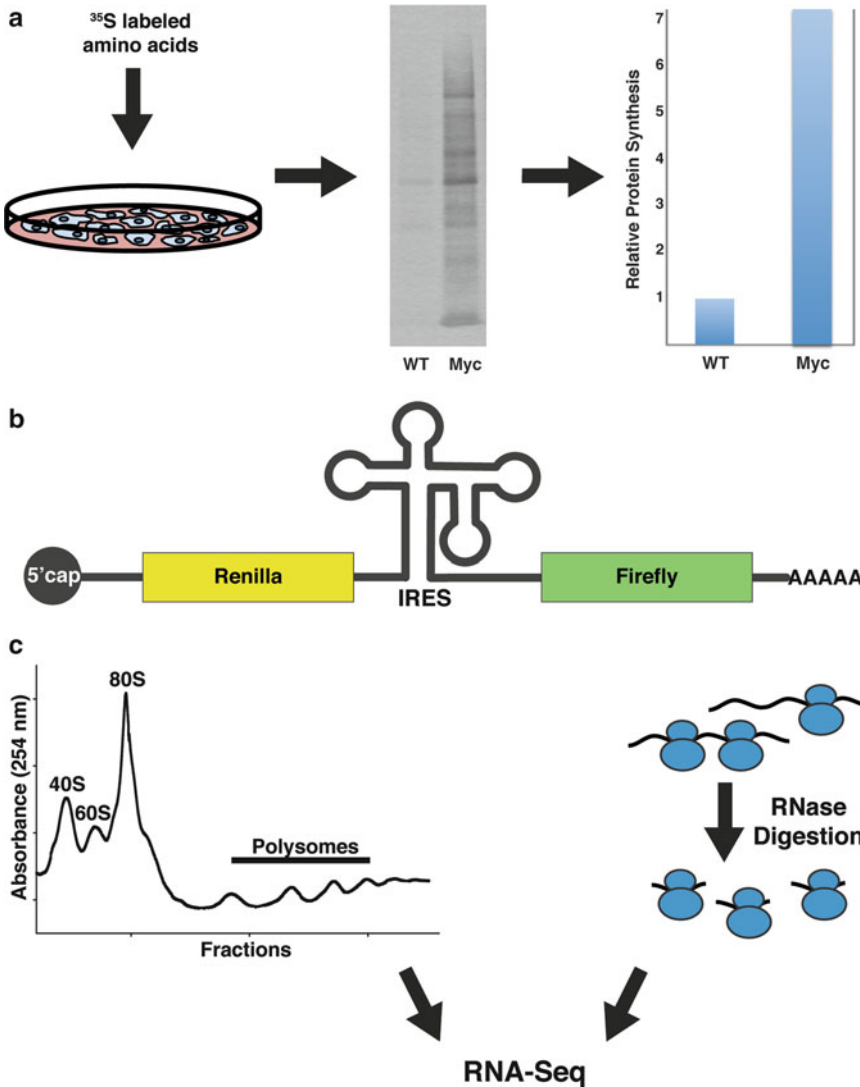 a
³⁵S labeled
amino acids
WT Myc
Relative Protein Synthesis
7
6
5
4
3
2
1
WT Myc
b
5'cap Renilla IRES Firefly AAAAA
c
Absorbance (254 nm)
40S
60S
80S
Polysomes
Fractions
RNase
Digestion
RNA-Seq